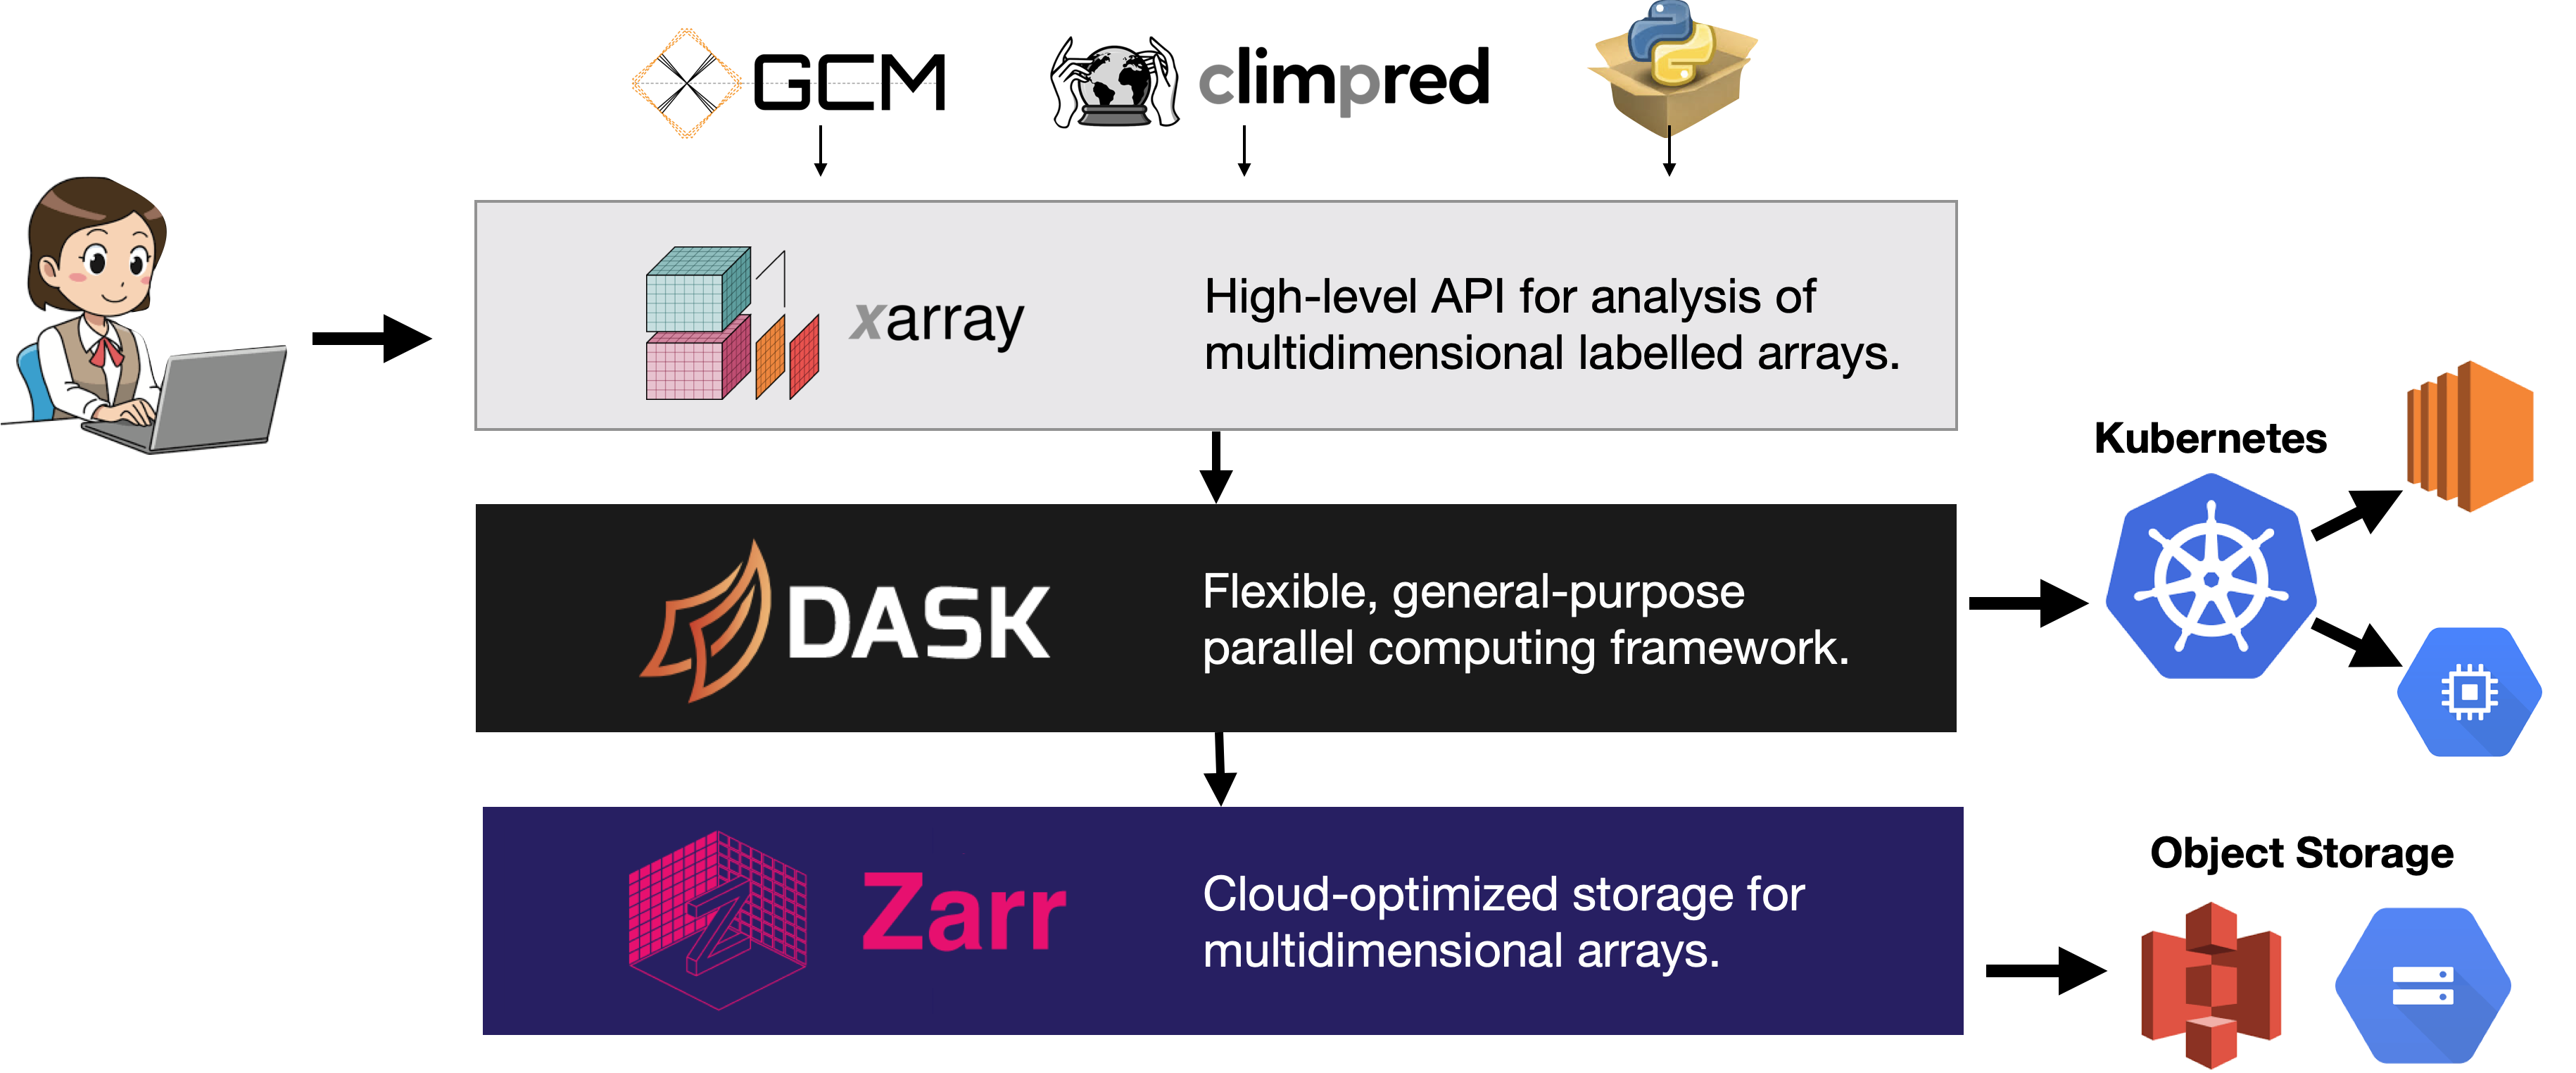 GCM
climpred
xarray
High-level API for analysis of
multidimensional labelled arrays.
Kubernetes
DASK
Flexible, general-purpose
parallel computing framework.
Zarr
Cloud-optimized storage for
multidimensional arrays.
Object Storage